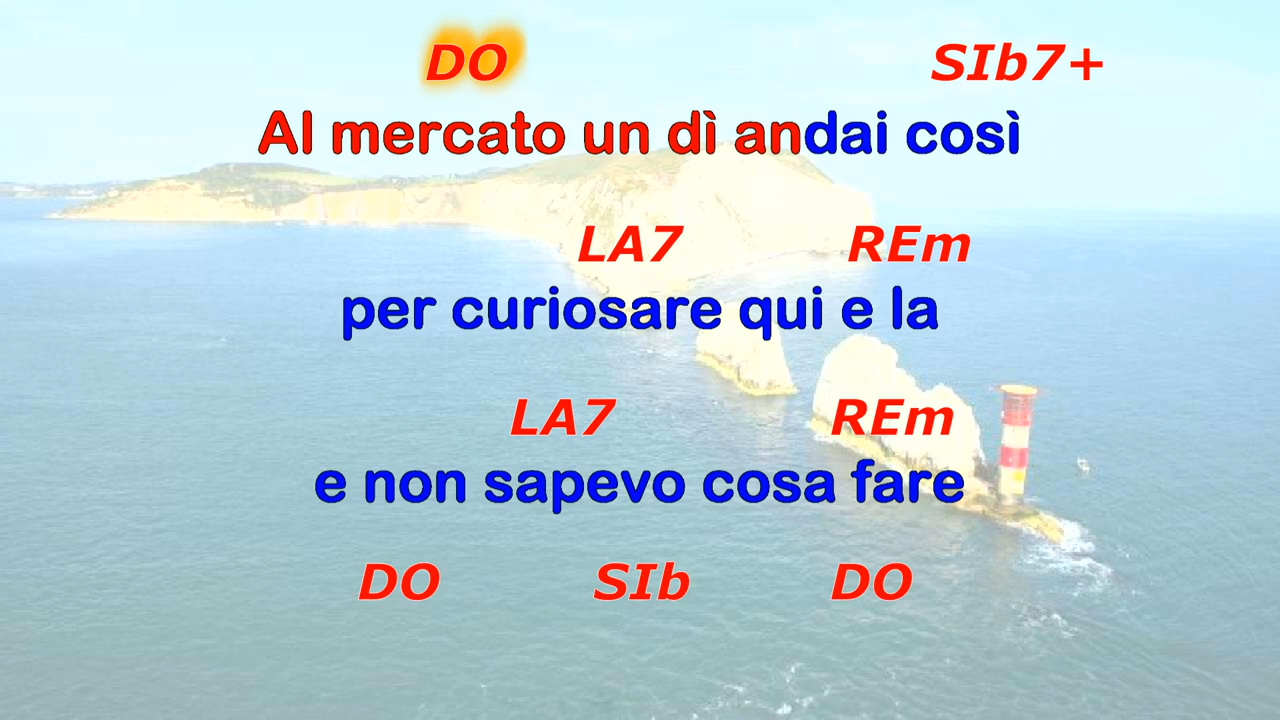 DO SIb7+
Al mercato un dì andai così
LA7 REm
per curiosare qui e la
LA7 REm
e non sapevo cosa fare
DO SIb DO